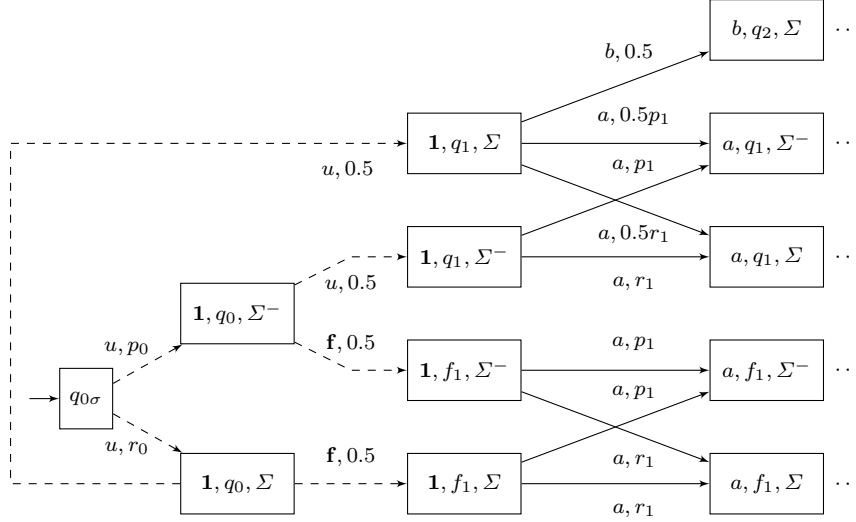 b, q₂, Σ ··
b, 0.5
a, 0.5p₁
1, q₁, Σ
a, q₁, Σ⁻ ··
u, 0.5
a, p₁
a, 0.5r₁
1, q₁, Σ⁻
a, q₁, Σ ··
u, 0.5
a, r₁
1, q₀, Σ⁻
f, 0.5
a, p₁
u, p₀
1, f₁, Σ⁻
a, f₁, Σ⁻ ··
a, p₁
q₀σ
u, r₀
f, 0.5
a, r₁
1, q₀, Σ
1, f₁, Σ
a, f₁, Σ ··
a, r₁